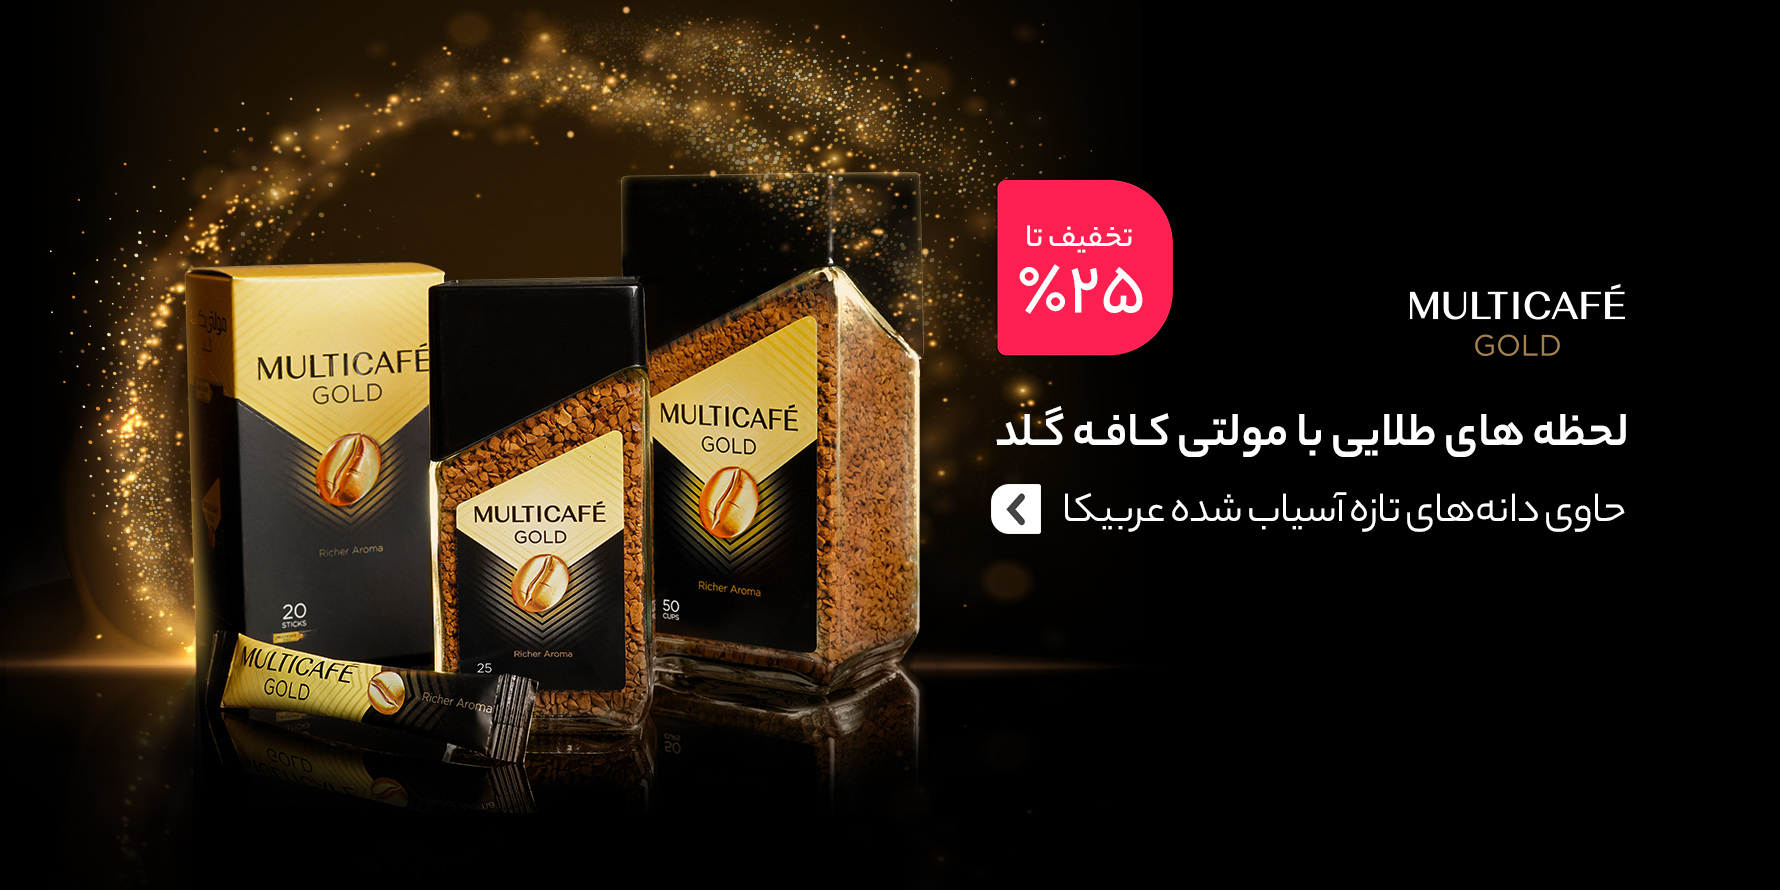 تخفیف تا
%۲۵
MULTICAFÉ
GOLD
لحظه های طلایی با مولتی کافه گلد
حاوی دانه‌های تازه آسیاب شده عربیکا
MULTICAFÉ
GOLD
Richer Aroma
20
STICKS
MULTICAFÉ
GOLD
Richer Aroma
25
MULTICAFÉ
GOLD
Richer Aroma
50
CUPS
MULTICAFÉ
GOLD
Richer Aroma